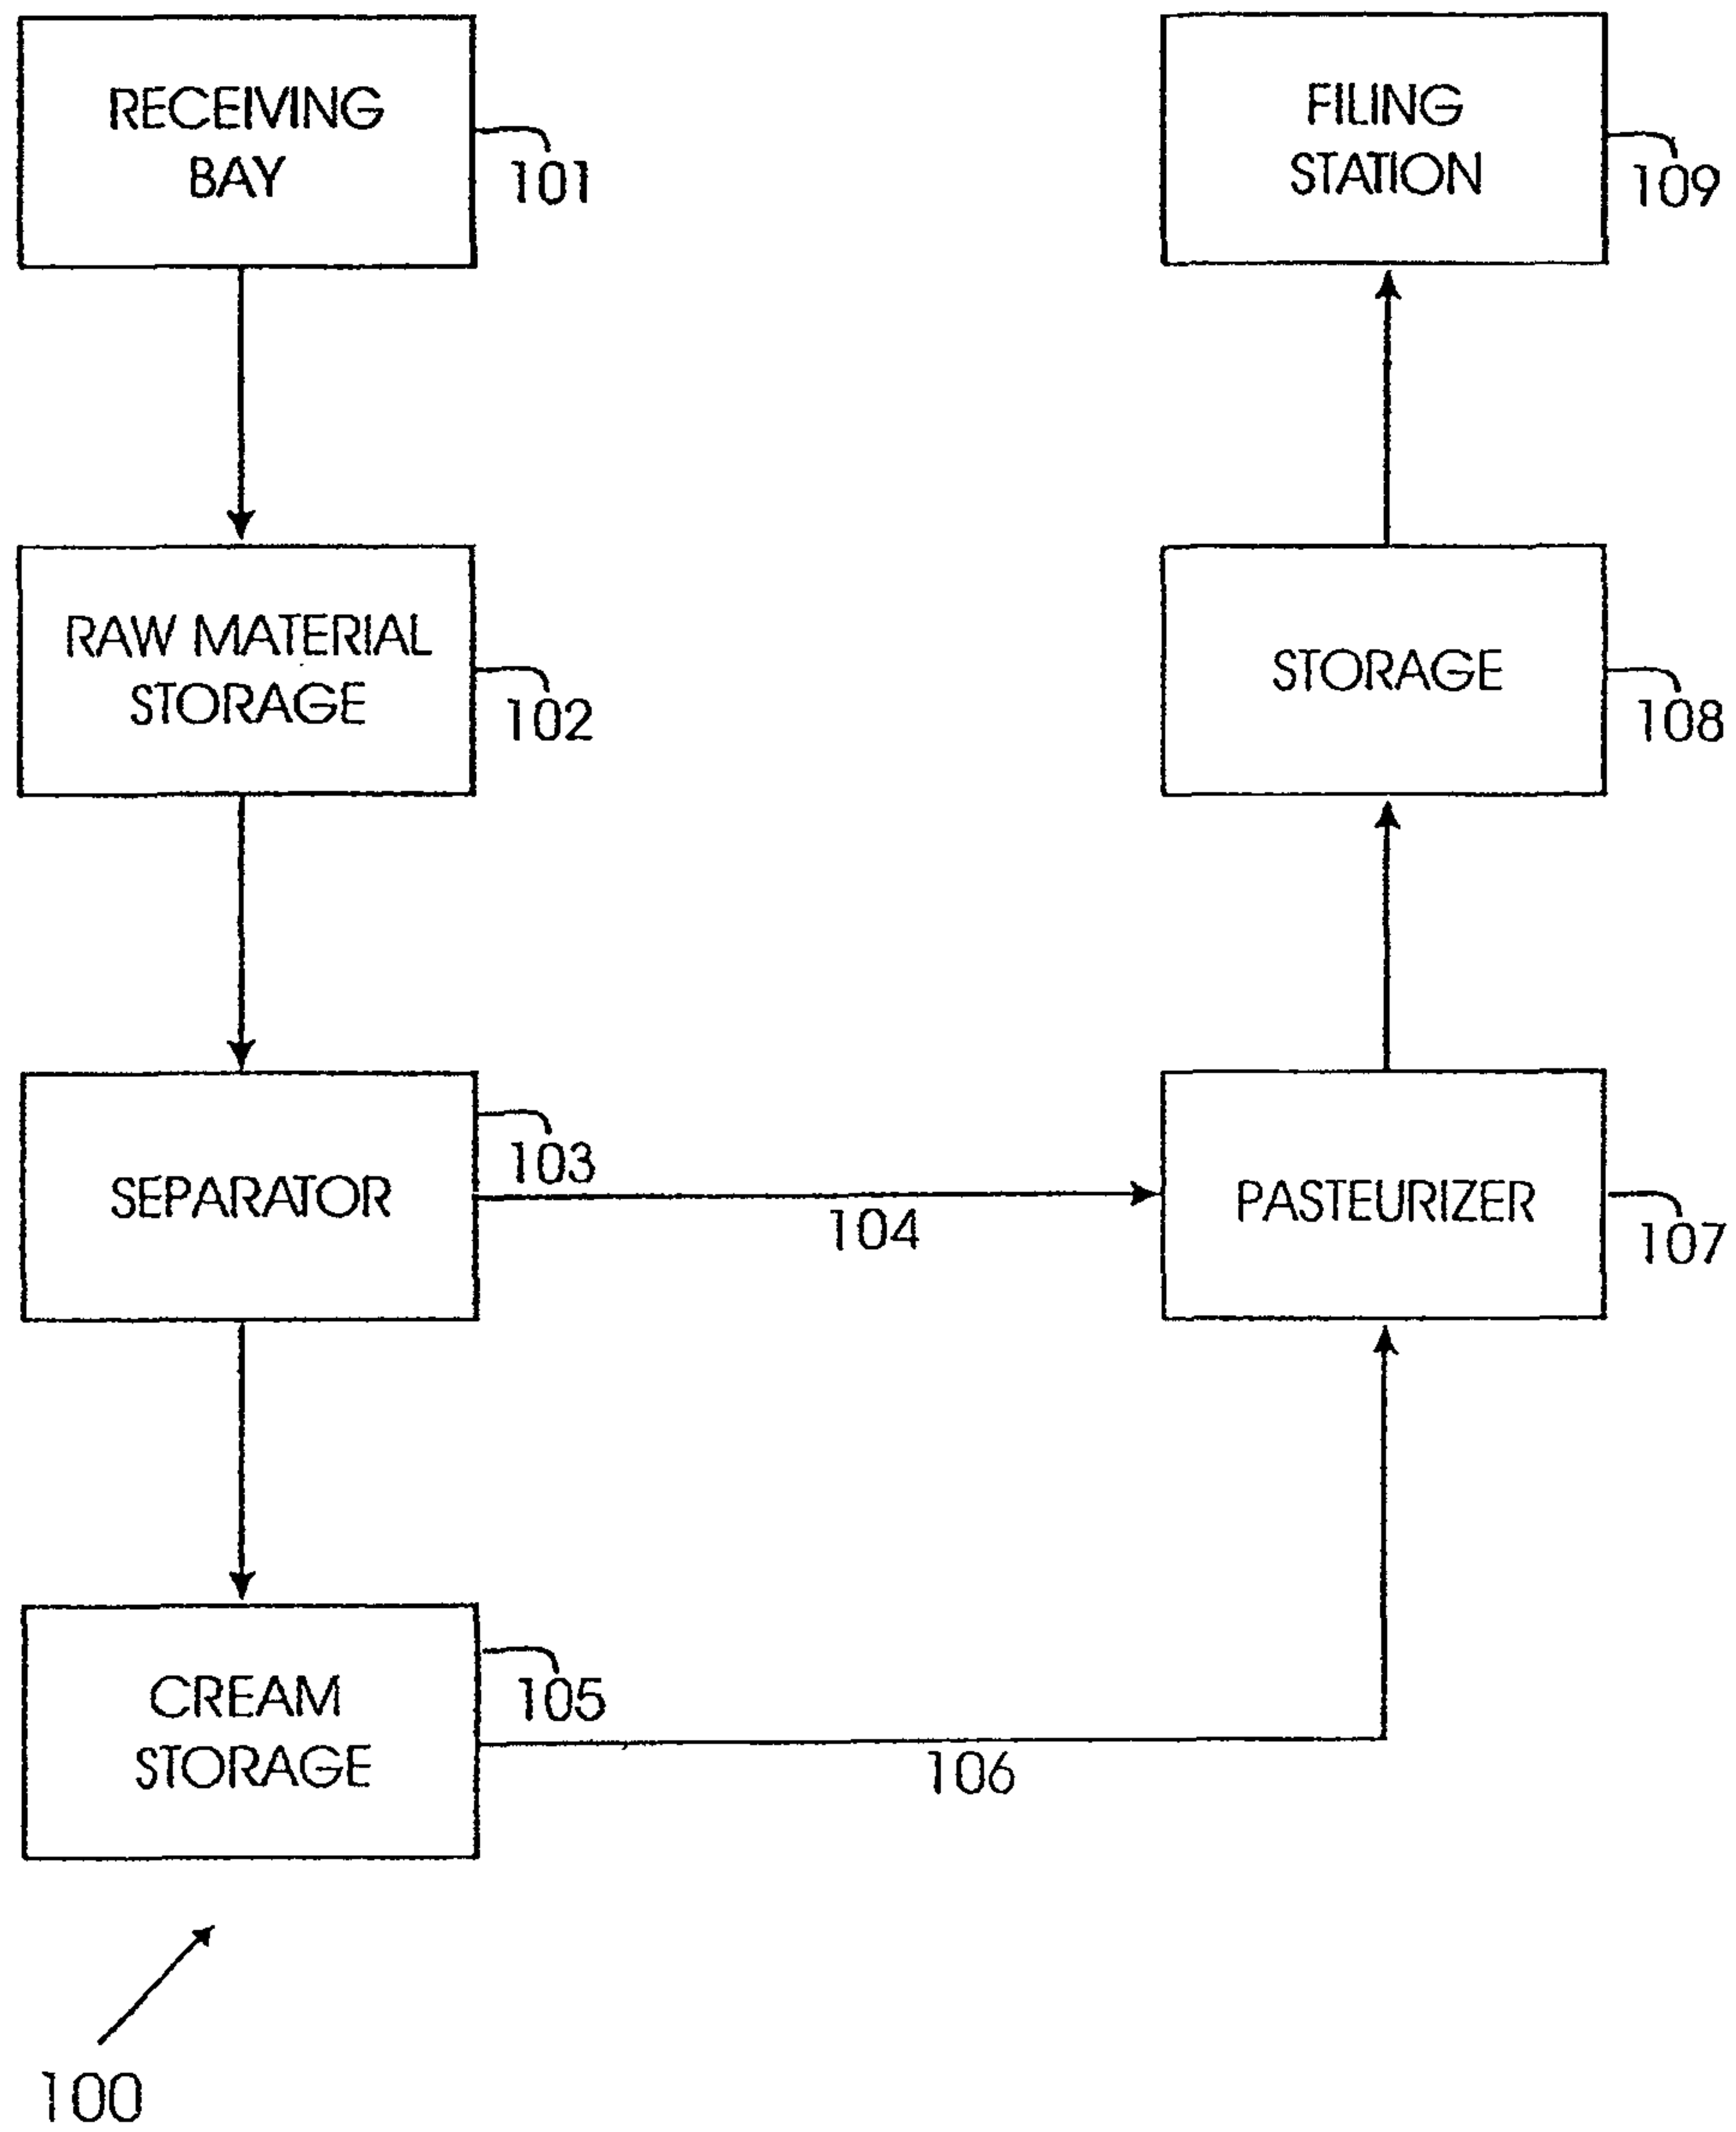 RECEIVING
BAY
101
RAW MATERIAL
STORAGE
102
SEPARATOR
103
104
CREAM
STORAGE
105
106
PASTEURIZER
107
STORAGE
108
FILING
STATION
109
100